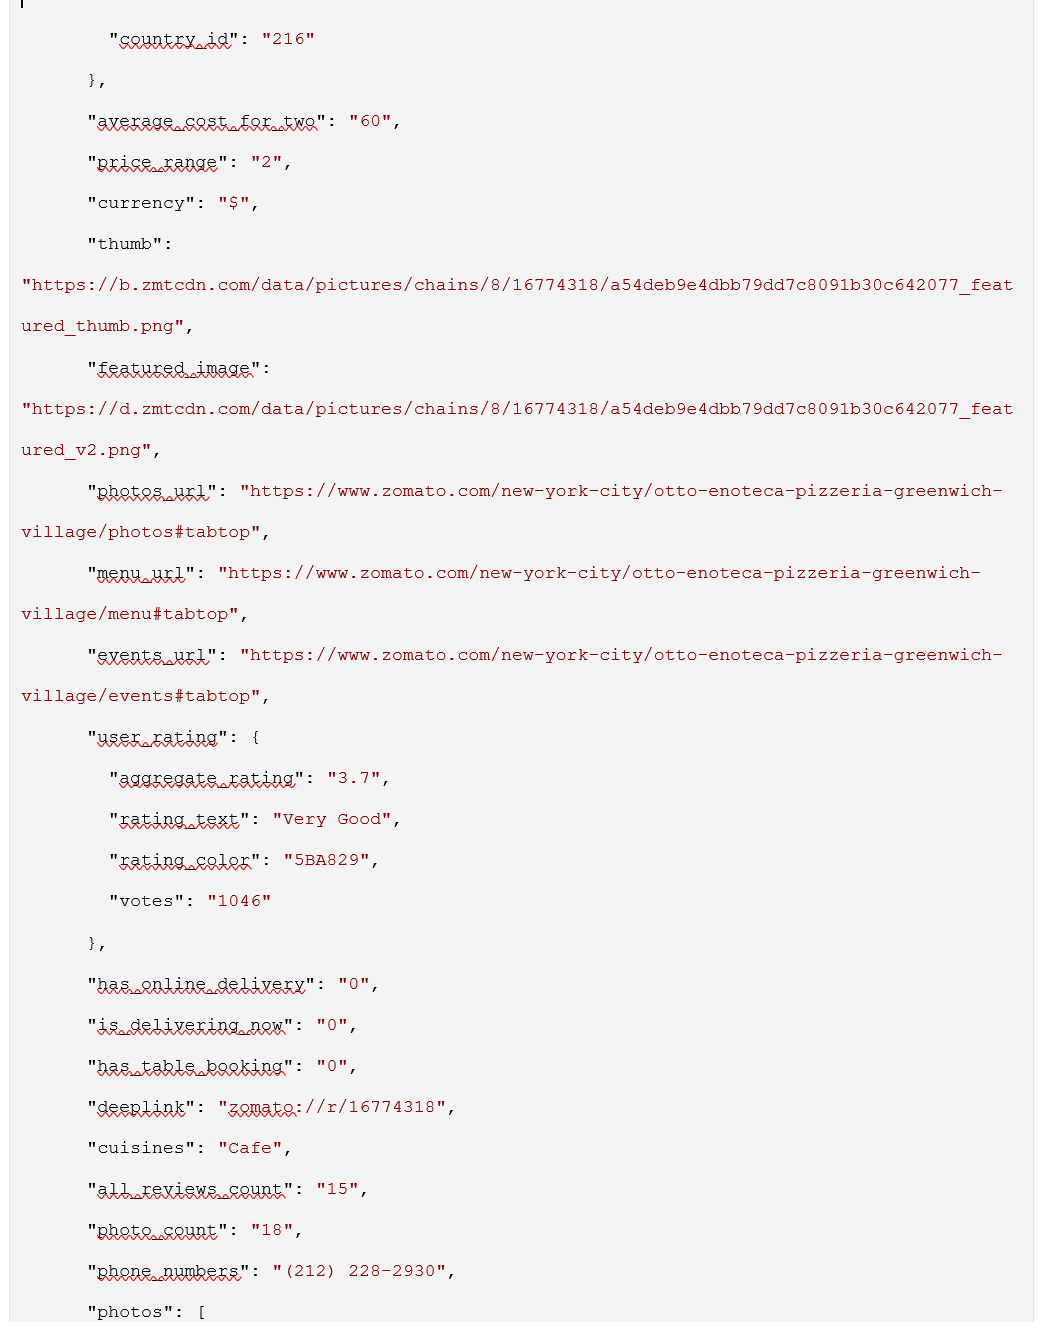 "country_id": "216"
},
"average_cost_for_two": "60",
"price_range": "2",
"currency": "$",
"thumb":
"https://b.zmtcdn.com/data/pictures/chains/8/16774318/a54deb9e4dbb79dd7c8091b30c642077_feat
ured_thumb.png",
"featured_image":
"https://d.zmtcdn.com/data/pictures/chains/8/16774318/a54deb9e4dbb79dd7c8091b30c642077_feat
ured_v2.png",
"photos_url": "https://www.zomato.com/new-york-city/otto-enoteca-pizzeria-greenwich-
village/photos#tabtop",
"menu_url": "https://www.zomato.com/new-york-city/otto-enoteca-pizzeria-greenwich-
village/menu#tabtop",
"events_url": "https://www.zomato.com/new-york-city/otto-enoteca-pizzeria-greenwich-
village/events#tabtop",
"user_rating": {
"aggregate_rating": "3.7",
"rating_text": "Very Good",
"rating_color": "5BA829",
"votes": "1046"
},
"has_online_delivery": "0",
"is_delivering_now": "0",
"has_table_booking": "0",
"deeplink": "zomato://r/16774318",
"cuisines": "Cafe",
"all_reviews_count": "15",
"photo_count": "18",
"phone_numbers": "(212) 228-2930",
"photos": [